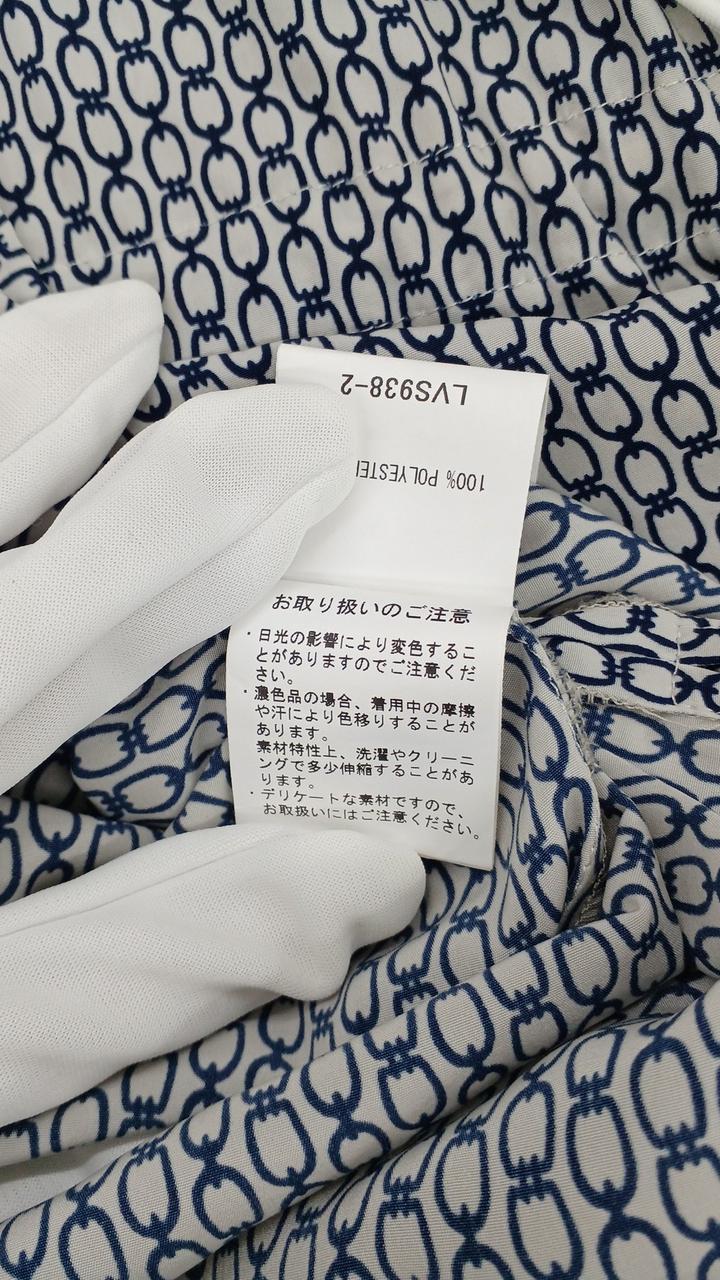 LVS938-2
100% POLYESTE
お取り扱いのご注意
・日光の影響により変色するこ
とがありますのでご注意くだ
さい。
・濃色品の場合、着用中の摩擦
や汗により色移りすることが
あります。
素材特性上、洗濯やクリーニ
ングで多少伸縮することがあ
ります。
・デリケートな素材ですので、
お取扱いにはご注意ください。